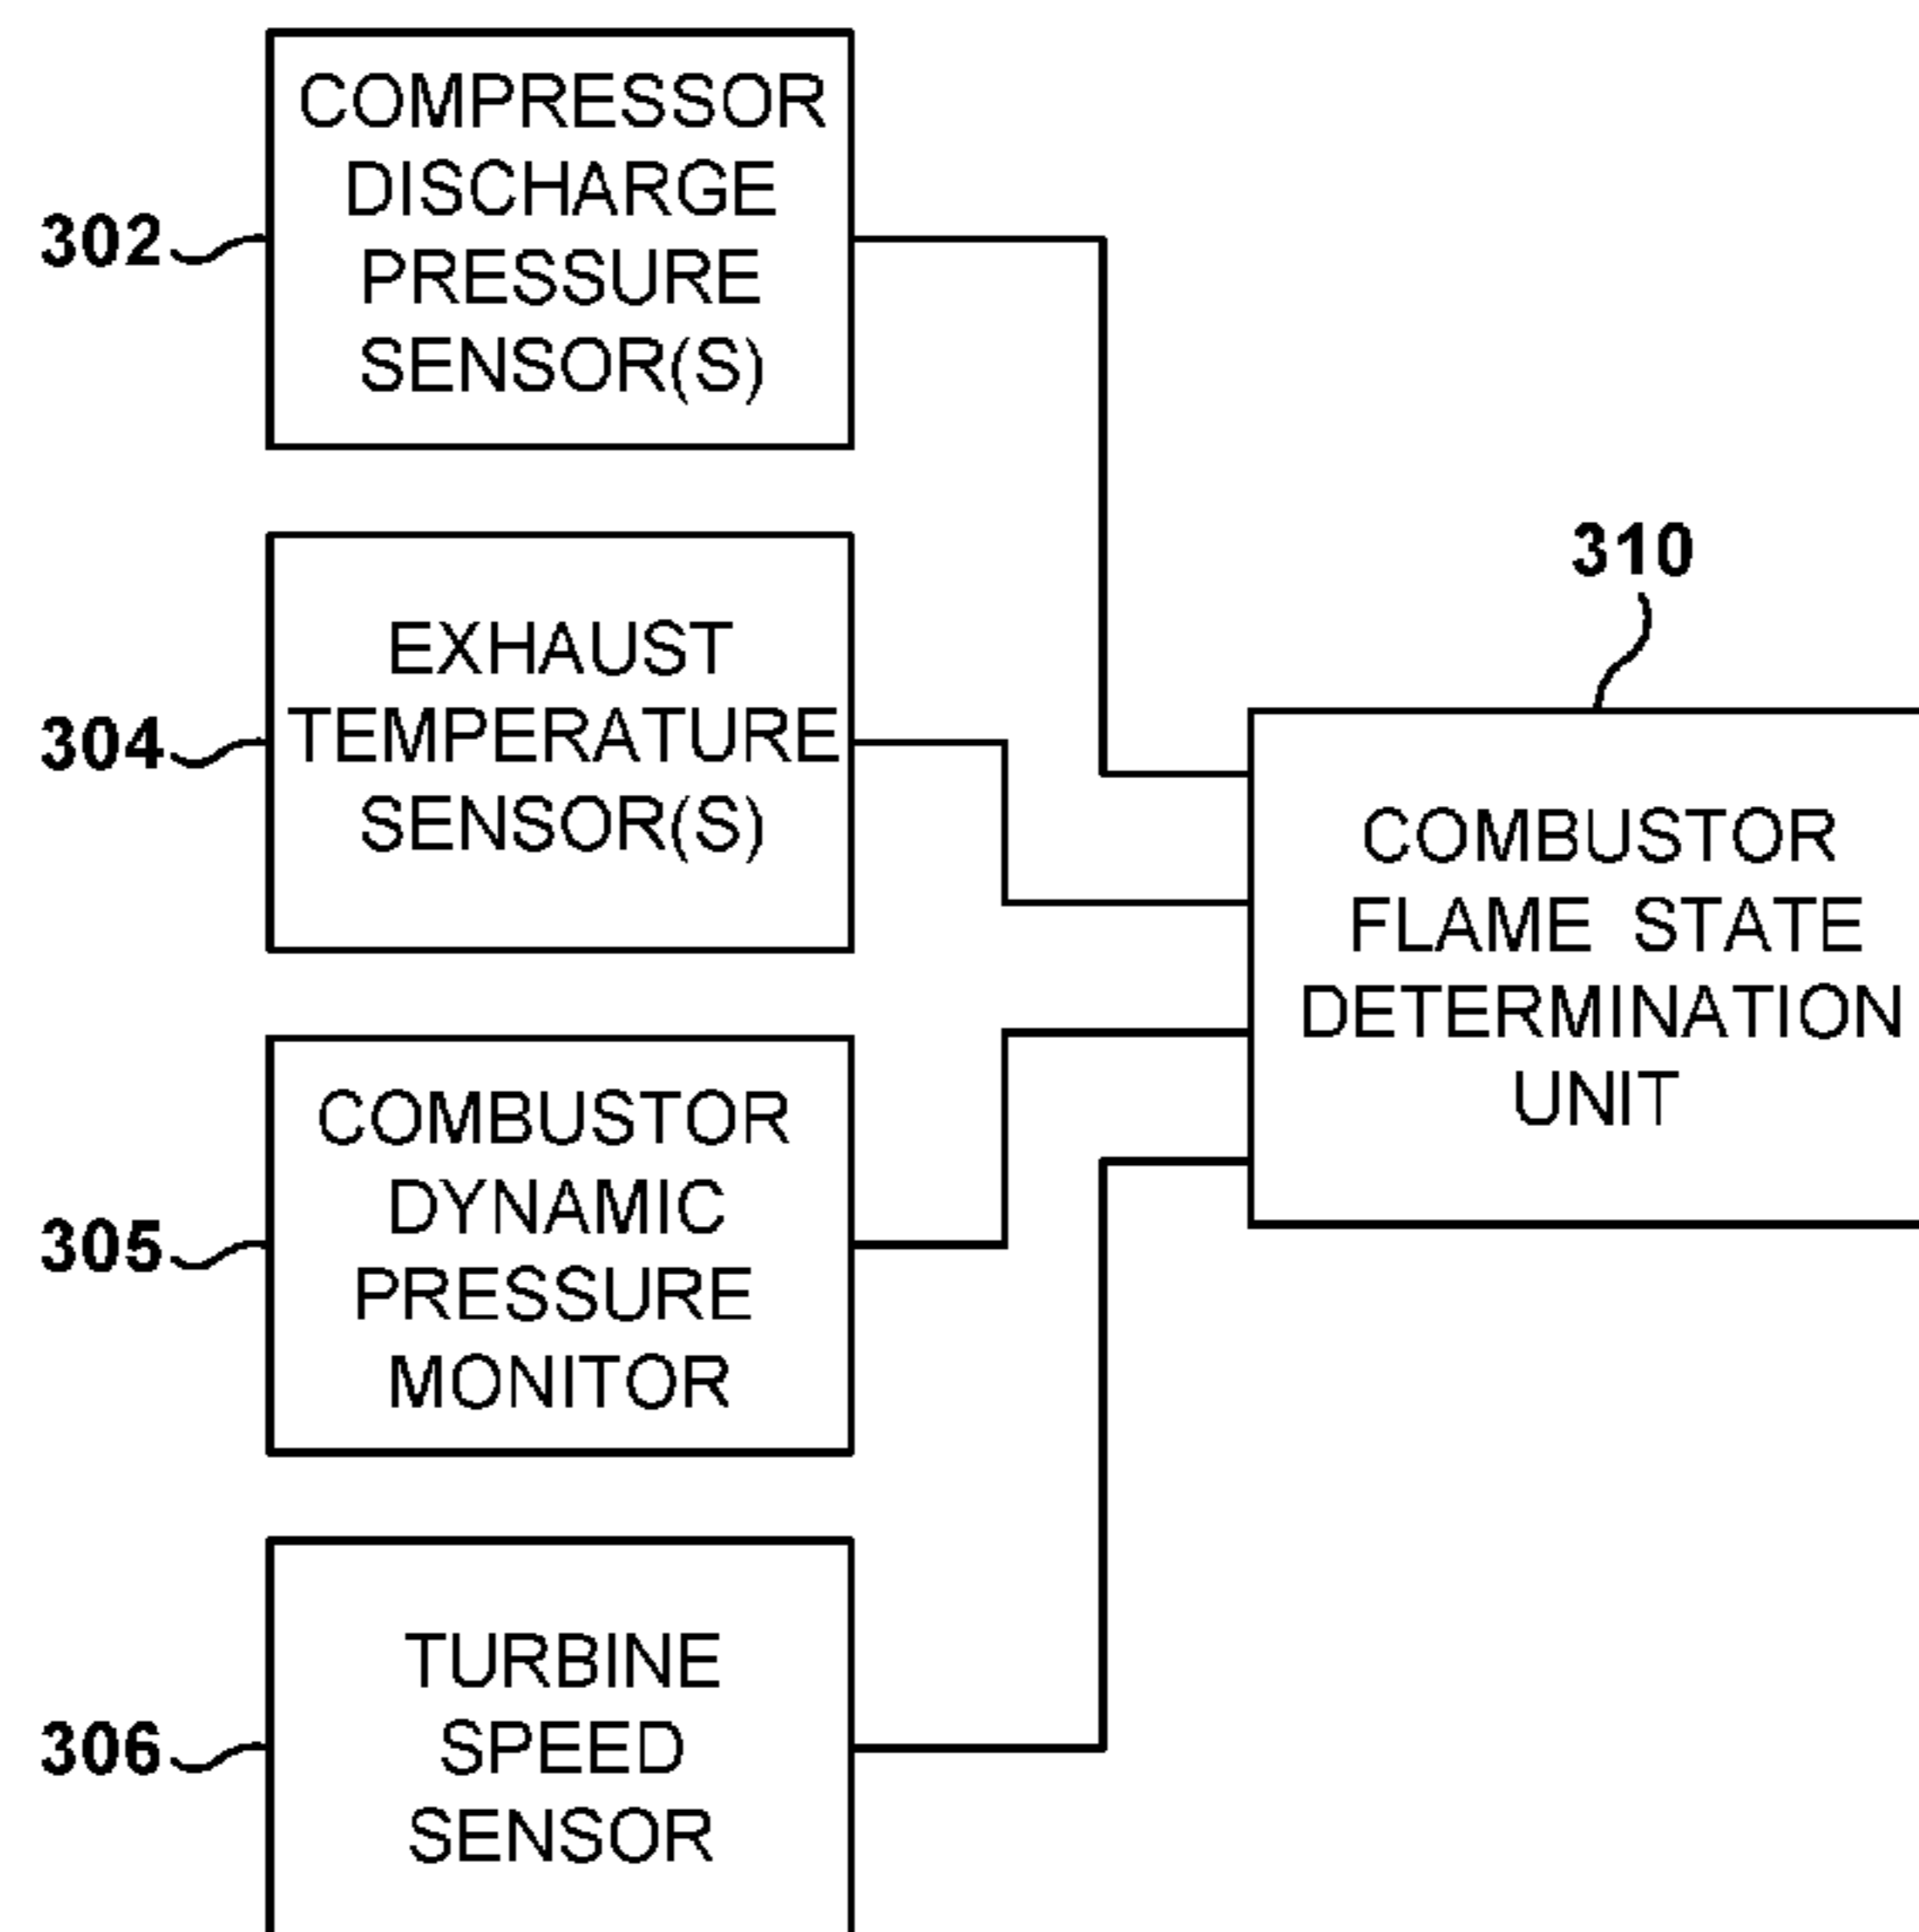 COMPRESSOR
DISCHARGE
PRESSURE
SENSOR(S)
302
EXHAUST
TEMPERATURE
SENSOR(S)
304
COMBUSTOR
DYNAMIC
PRESSURE
MONITOR
305
TURBINE
SPEED
SENSOR
306
310
COMBUSTOR
FLAME STATE
DETERMINATION
UNIT